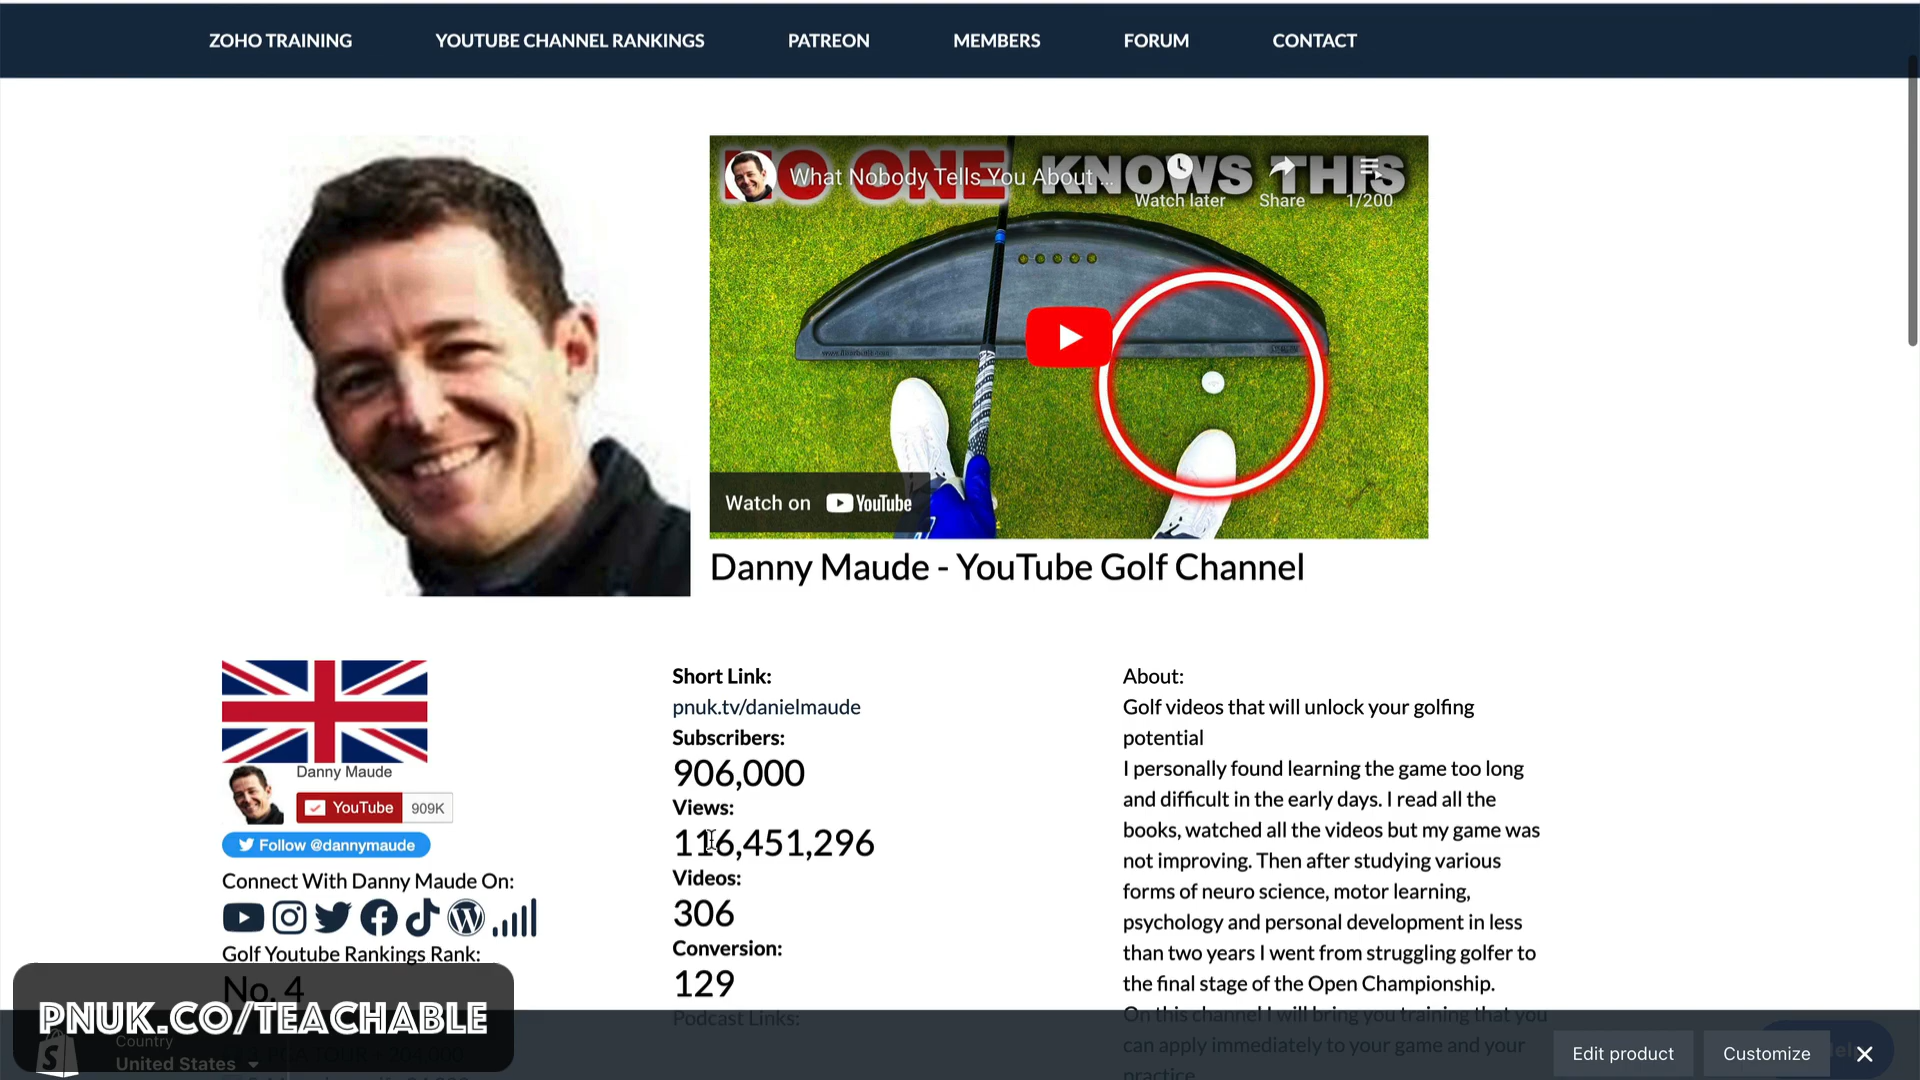 ZOHO TRAINING YOUTUBE CHANNEL RANKINGS PATREON MEMBERS FORUM CONTACT
NO ONE KNOWS THIS
What Nobody Tells You About ...
Watch later Share 1/200
Watch on YouTube
Danny Maude - YouTube Golf Channel
Danny Maude
YouTube 909K
Follow @dannymaude
Connect With Danny Maude On:
Golf Youtube Rankings Rank:
No. 4
Short Link:
pnuk.tv/danielmaude
Subscribers:
906,000
Views:
116,451,296
Videos:
306
Conversion:
129
Podcast Links:
About:
Golf videos that will unlock your golfing
potential
I personally found learning the game too long
and difficult in the early days. I read all the
books, watched all the videos but my game was
not improving. Then after studying various
forms of neuro science, motor learning,
psychology and personal development in less
than two years I went from struggling golfer to
the final stage of the Open Championship.
On this channel I will bring you training that you
can apply immediately to your game and your
practice
PNUK.CO/TEACHABLE
Country
United States
Edit product Customize